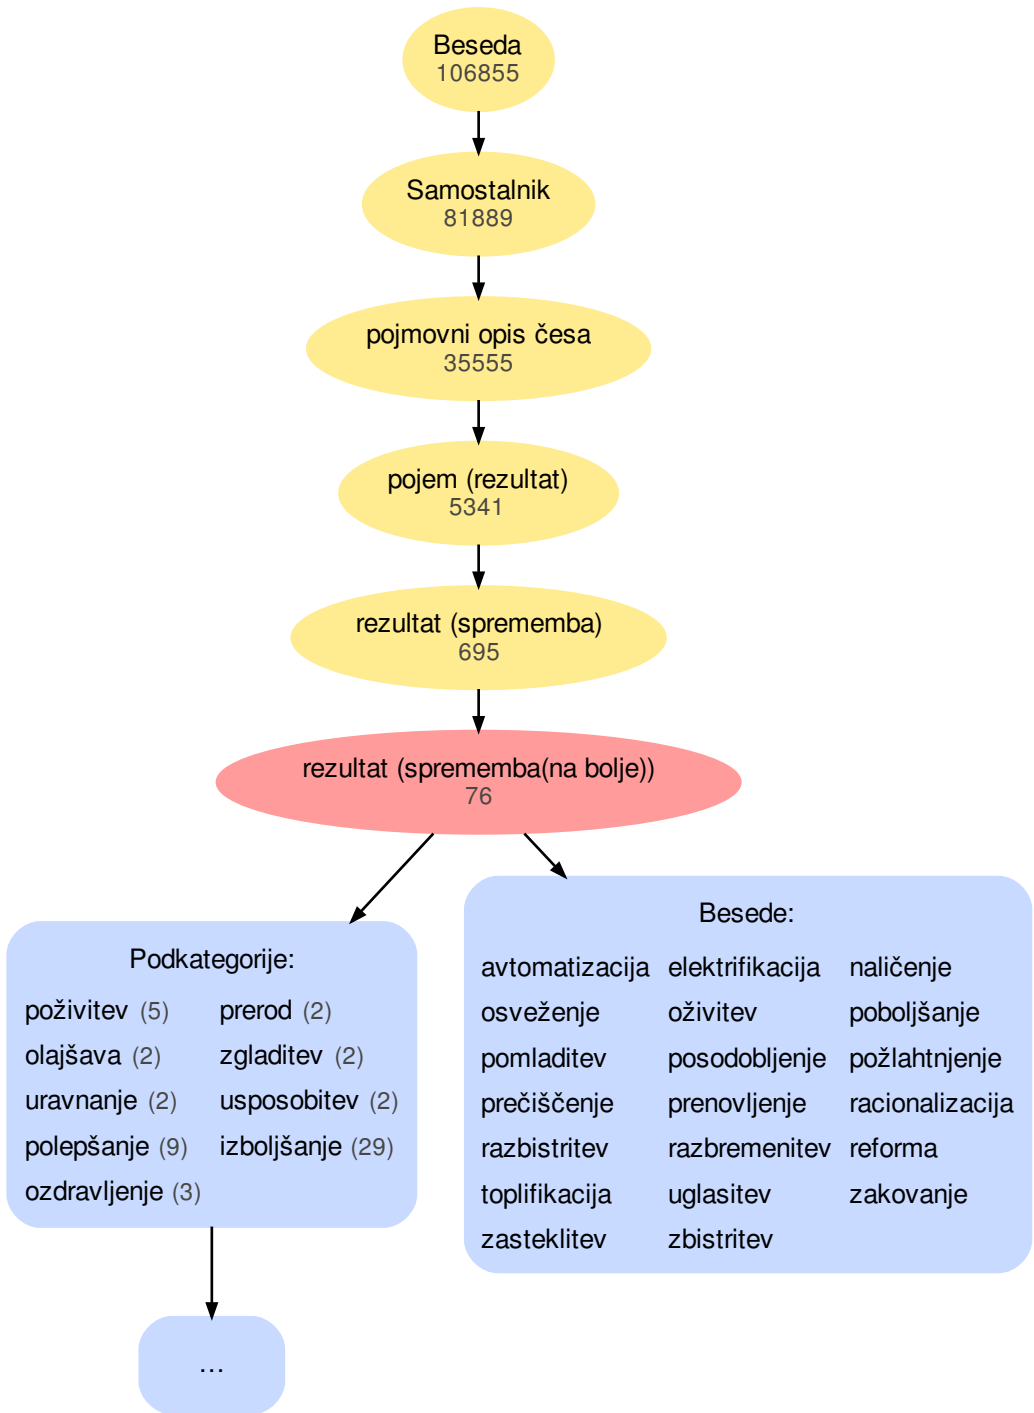 Beseda
106855
Samostalnik
81889
pojmovni opis česa
35555
pojem (rezultat)
5341
rezultat (sprememba)
695
rezultat (sprememba(na bolje))
76
Podkategorije:
poživitev (5) prerod (2)
olajšava (2) zgladitev (2)
uravnanje (2) usposobitev (2)
polepšanje (9) izboljšanje (29)
ozdravljenje (3)
...
Besede:
avtomatizacija elektrifikacija naličenje
osveženje oživitev poboljšanje
pomladitev posodobljenje požlahtnjenje
prečiščenje prenovljenje racionalizacija
razbistritev razbremenitev reforma
toplifikacija uglasitev zakovanje
zasteklitev zbistritev